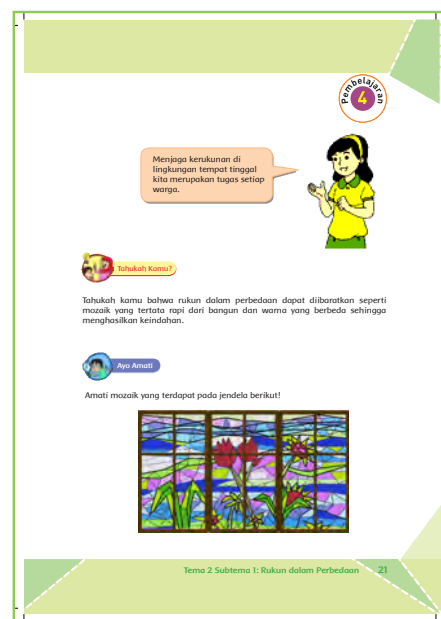 Pembelajaran
4
Menjaga kerukunan di
lingkungan tempat tinggal
kita merupakan tugas setiap
warga.
Tahukah Kamu?
Tahukah kamu bahwa rukun dalam perbedaan dapat diibaratkan seperti
mozaik yang tertata rapi dari bangun dan warna yang berbeda sehingga
menghasilkan keindahan.
Ayo Amati
Amati mozaik yang terdapat pada jendela berikut!
Tema 2 Subtema 1: Rukun dalam Perbedaan 21